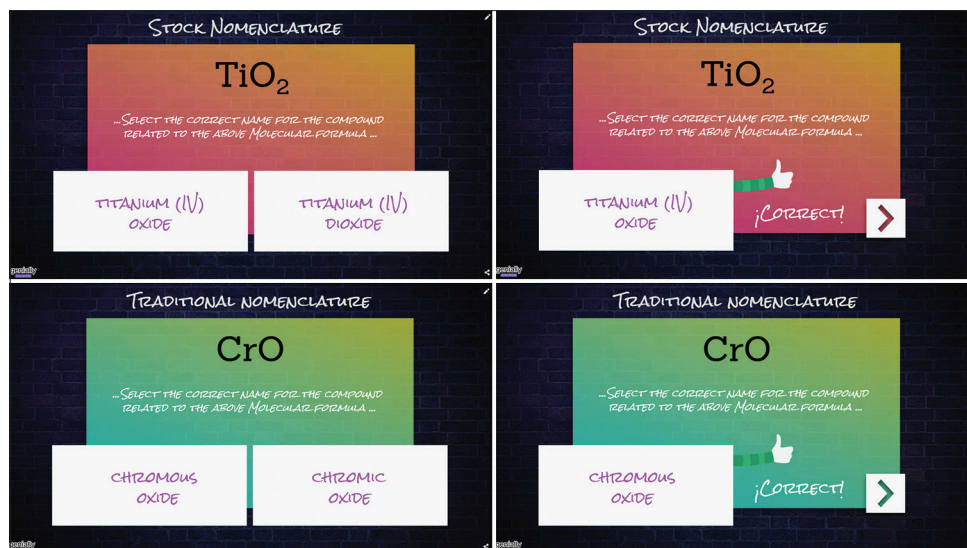 Stock Nomenclature
TiO₂
...Select the correct name for the compound
related to the above Molecular formula ...
titanium (IV)
oxide
titanium (IV)
dioxide
genially
Stock Nomenclature
TiO₂
...Select the correct name for the compound
related to the above Molecular formula ...
titanium (IV)
oxide
¡Correct!
genially
Traditional nomenclature
CrO
...Select the correct name for the compound
related to the above Molecular formula ...
chromous
oxide
chromic
oxide
genially
Traditional nomenclature
CrO
...Select the correct name for the compound
related to the above Molecular formula ...
chromous
oxide
¡Correct!
genially